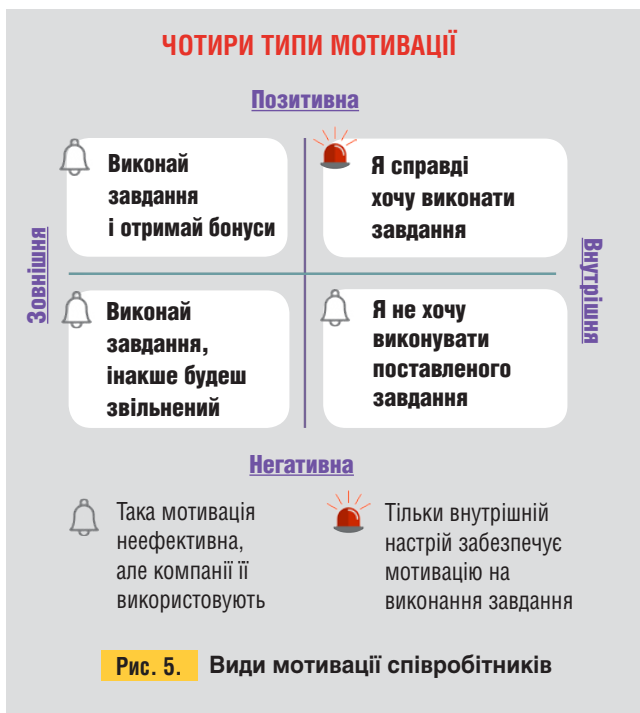 ЧОТИРИ ТИПИ МОТИВАЦІЇ
Позитивна
Зовнішня
Виконай
завдання
і отримай бонуси
Я справді
хочу виконати
завдання
Внутрішня
Виконай
завдання,
інакше будеш
звільнений
Я не хочу
виконувати
поставленого
завдання
Негативна
Така мотивація
неефективна,
але компанії її
використовують
Тільки внутрішній
настрій забезпечує
мотивацію на
виконання завдання
Рис. 5. Види мотивації співробітників